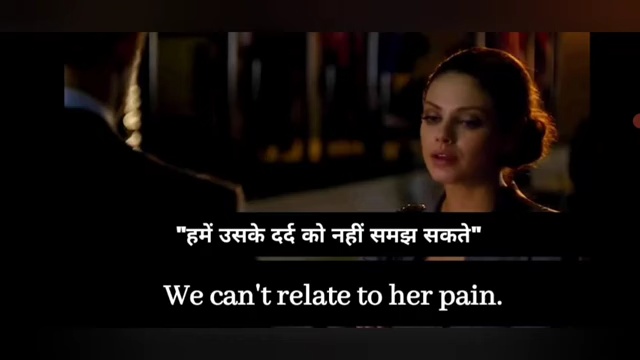 "हमें उसके दर्द को नहीं समझ सकते"
We can't relate to her pain.